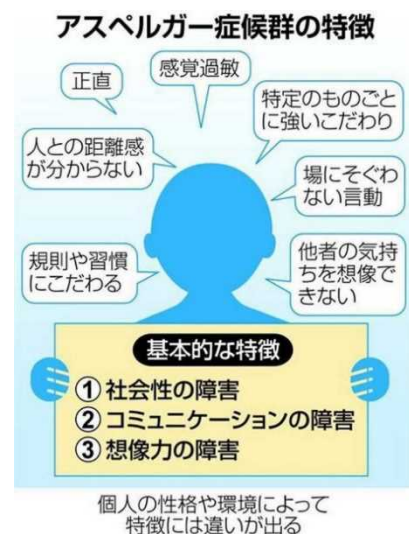 アスペルガー症候群の特徴
正直
感覚過敏
特定のものごと
に強いこだわり
人との距離感
が分からない
場にそぐわ
ない言動
規則や習慣
にこだわる
他者の気持
ちを想像で
きない
基本的な特徴
①社会性の障害
②コミュニケーションの障害
③想像力の障害
個人の性格や環境によって
特徴には違いが出る